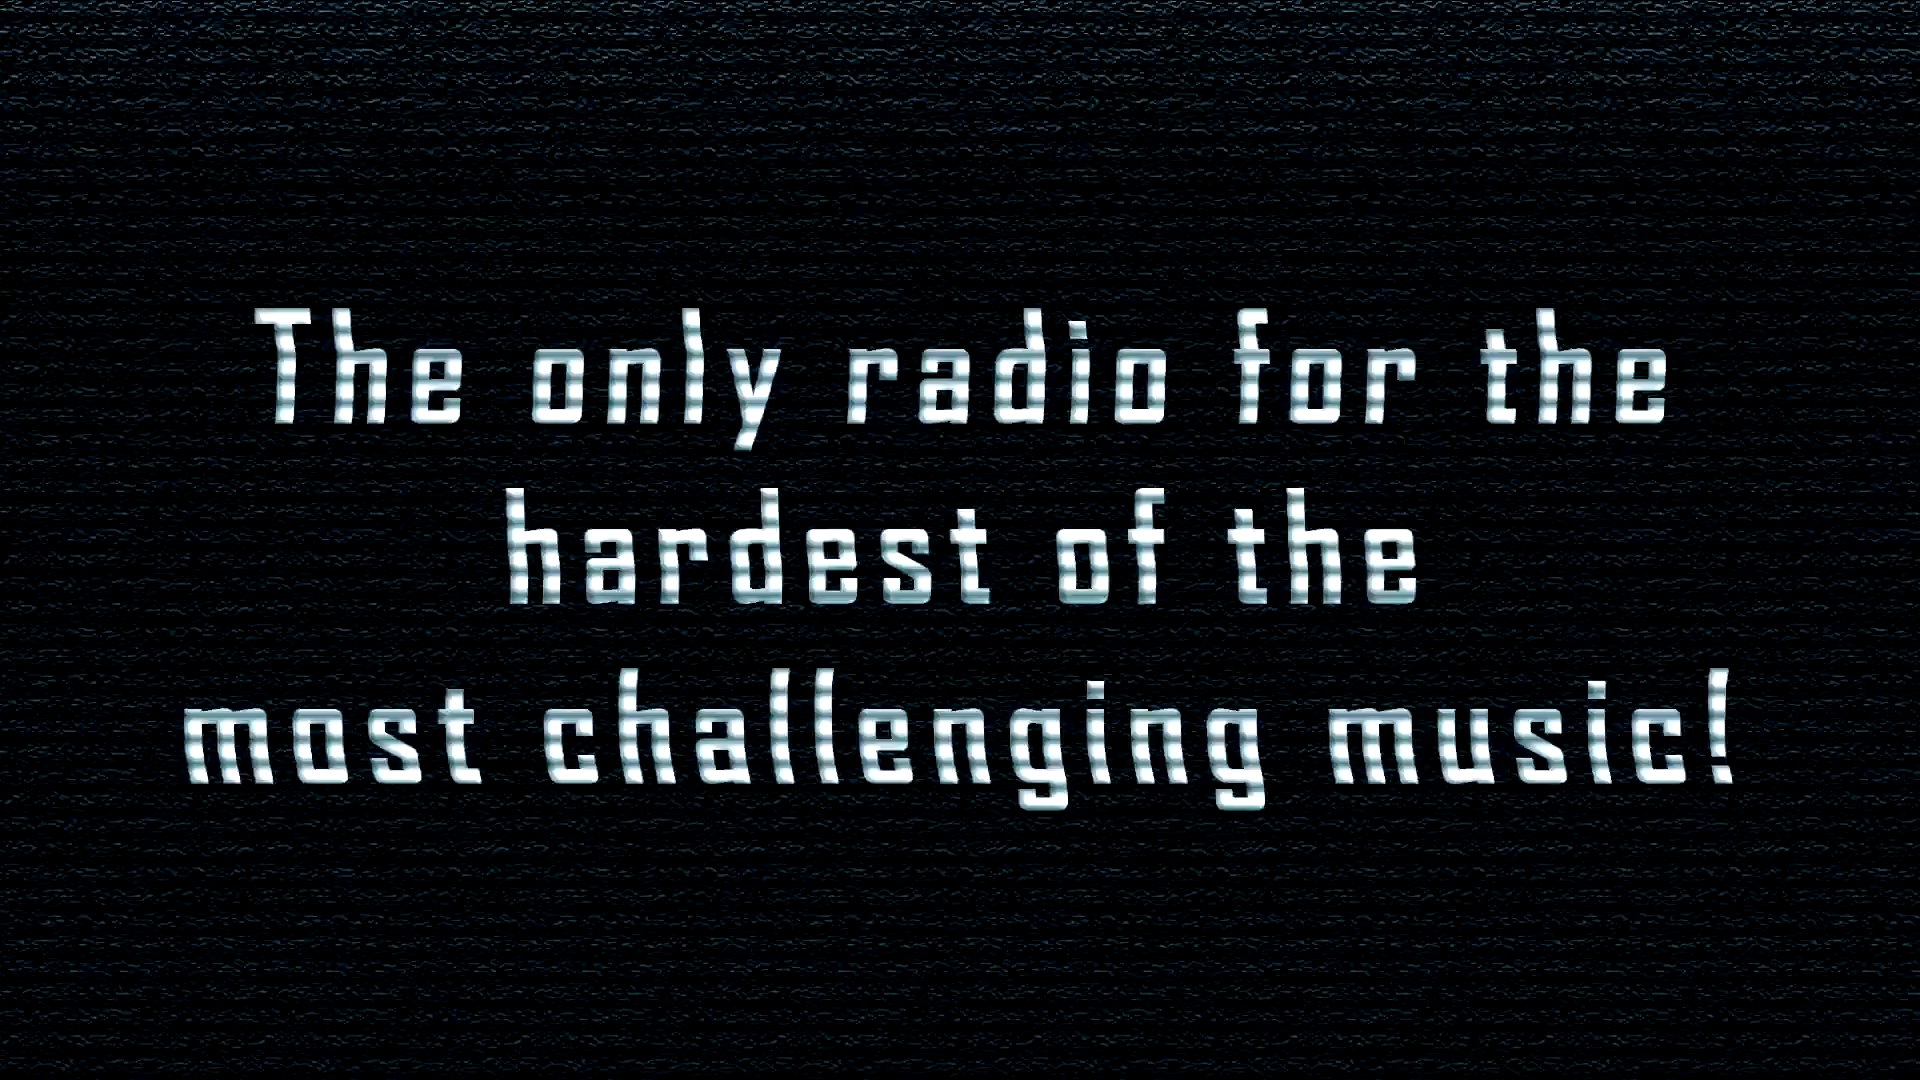 The only radio for the
hardest of the
most challenging music!